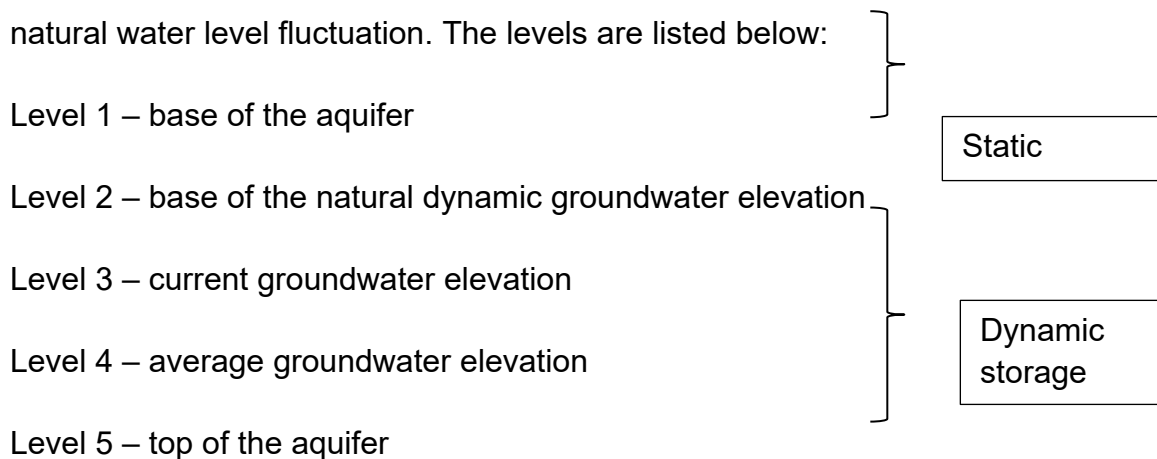 natural water level fluctuation. The levels are listed below:
Level 1 – base of the aquifer
Static
Level 2 – base of the natural dynamic groundwater elevation
Level 3 – current groundwater elevation
Dynamic
storage
Level 4 – average groundwater elevation
Level 5 – top of the aquifer